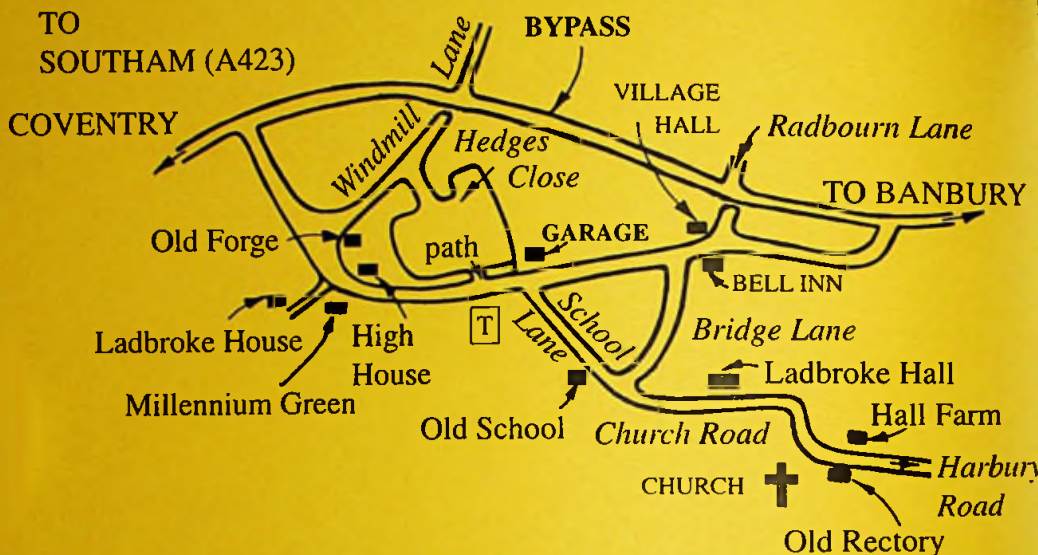 TO
SOUTHAM (A423)
COVENTRY
Lane
BYPASS
VILLAGE
HALL
Radbourn Lane
Windmill
Hedges
Close
TO BANBURY
Old Forge
path
GARAGE
BELL INN
T
School
Lane
Bridge Lane
Ladbroke House
High
House
Millennium Green
Old School
Ladbroke Hall
Church Road
Hall Farm
CHURCH
Harbury
Road
Old Rectory